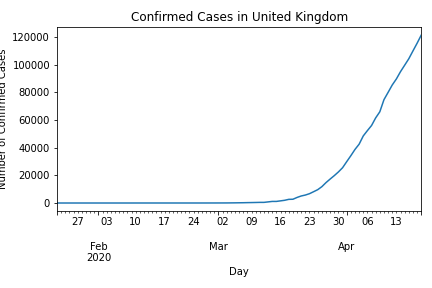 Confirmed Cases in United Kingdom
Number of Confirmed Cases
120000
100000
80000
60000
40000
20000
0
27 03 10 17 24 02 09 16 23 30 06 13
Feb Mar Apr
2020
Day